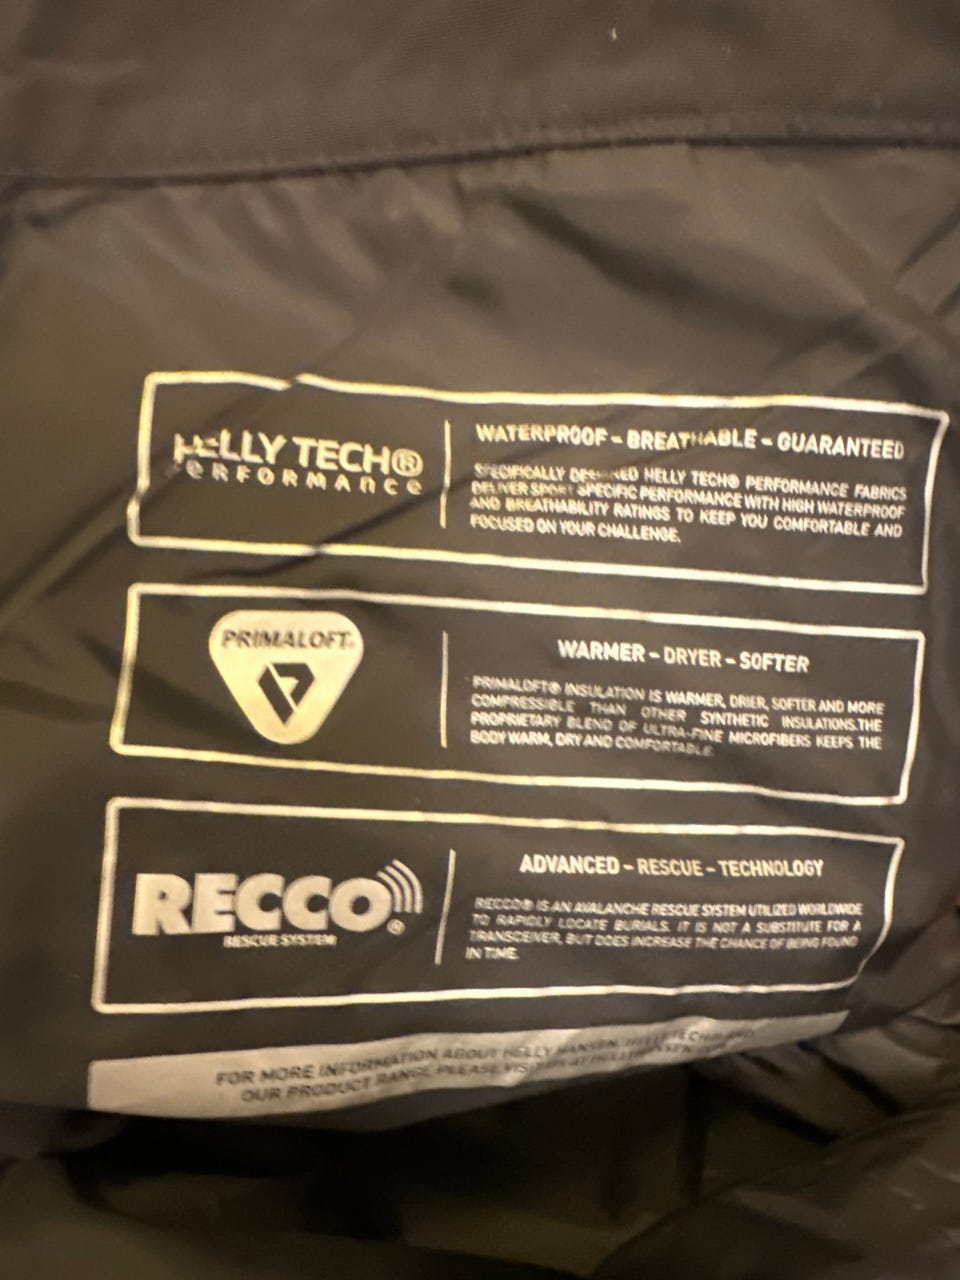 HELLY TECH®
PERFORMANCE
WATERPROOF - BREATHABLE - GUARANTEED
SPECIFICALLY DESIGNED HELLY TECH® PERFORMANCE FABRICS
DELIVER SPORT SPECIFIC PERFORMANCE WITH HIGH WATERPROOF
AND BREATHABILITY RATINGS TO KEEP YOU COMFORTABLE AND
FOCUSED ON YOUR CHALLENGE.
PRIMALOFT®
WARMER - DRYER - SOFTER
PRIMALOFT® INSULATION IS WARMER, DRIER, SOFTER AND MORE
COMPRESSIBLE THAN OTHER SYNTHETIC INSULATIONS.THE
PROPRIETARY BLEND OF ULTRA-FINE MICROFIBERS KEEPS THE
BODY WARM, DRY AND COMFORTABLE.
RECCO®
RESCUE SYSTEM
ADVANCED - RESCUE - TECHNOLOGY
RECCO® IS AN AVALANCHE RESCUE SYSTEM UTILIZED WORLDWIDE
TO RAPIDLY LOCATE BURIALS. IT IS NOT A SUBSTITUTE FOR A
TRANSCEIVER, BUT DOES INCREASE THE CHANCE OF BEING FOUND
IN TIME.
FOR MORE INFORMATION ABOUT HELLY HANSEN, HELLY TECH®
OUR PRODUCT RANGE PLEASE VISIT